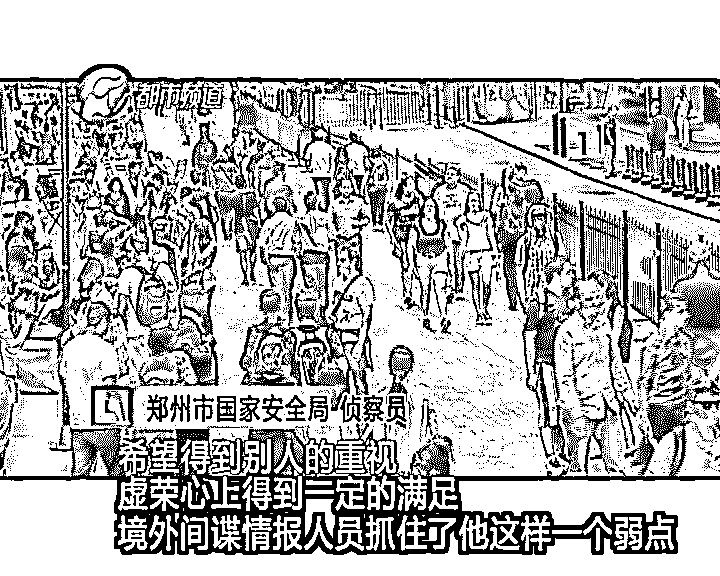 都市频道
郑州市国家安全局 侦察员
希望得到别人的重视
虚荣心上得到一定的满足
境外间谍情报人员抓住了他这样一个弱点